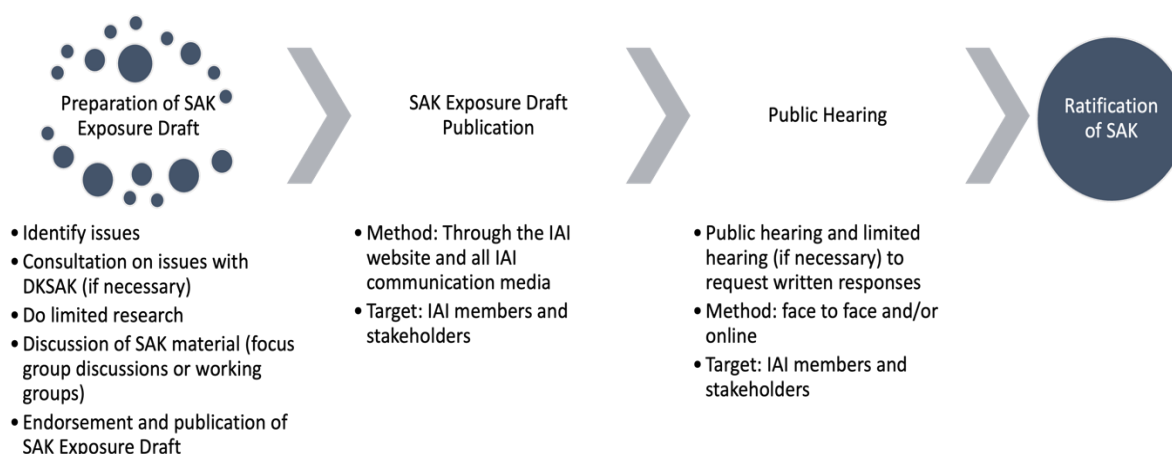 Preparation of SAK
Exposure Draft
SAK Exposure Draft
Publication
Public Hearing
Ratification
of SAK
• Identify issues
• Consultation on issues with
DKSAK (if necessary)
• Do limited research
• Discussion of SAK material (focus
group discussions or working
groups)
• Endorsement and publication of
SAK Exposure Draft
• Method: Through the IAI
website and all IAI
communication media
• Target: IAI members and
stakeholders
• Public hearing and limited
hearing (if necessary) to
request written responses
• Method: face to face and/or
online
• Target: IAI members and
stakeholders